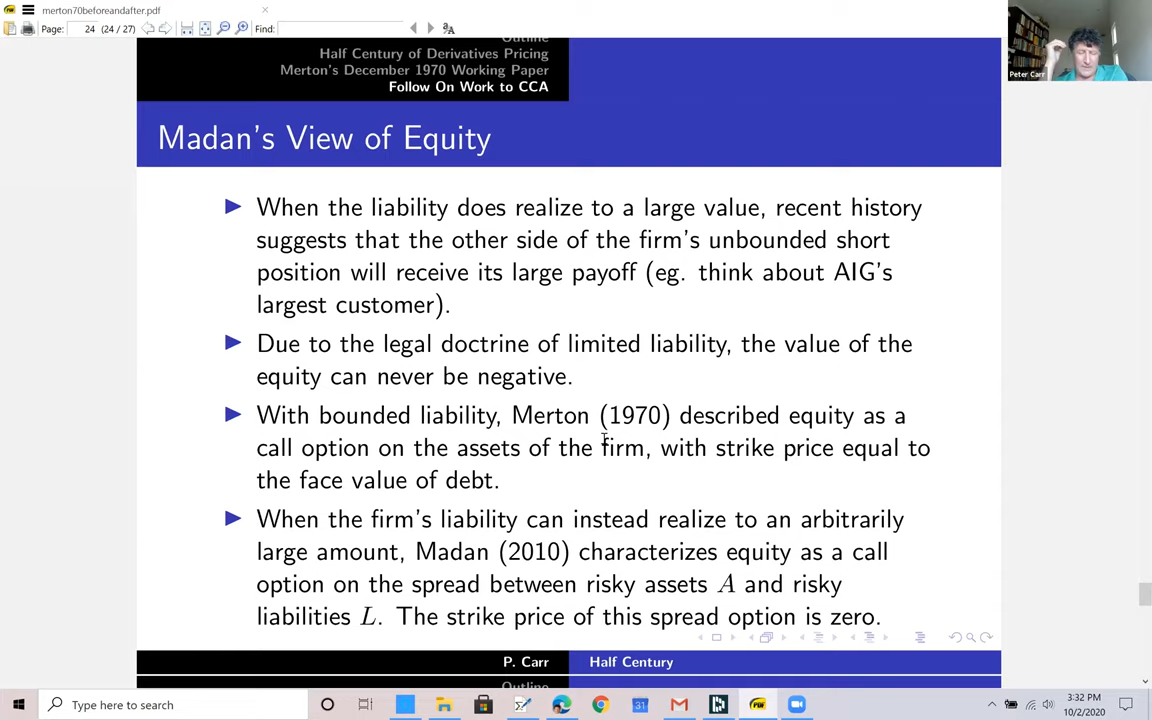 merton70beforeandafter.pdf
Page: 24 (24 / 27) Find:
Outline
Half Century of Derivatives Pricing
Merton's December 1970 Working Paper
Follow On Work to CCA
Peter Carr
Madan's View of Equity
When the liability does realize to a large value, recent history
suggests that the other side of the firm's unbounded short
position will receive its large payoff (eg. think about AIG's
largest customer).
Due to the legal doctrine of limited liability, the value of the
equity can never be negative.
With bounded liability, Merton (1970) described equity as a
call option on the assets of the firm, with strike price equal to
the face value of debt.
When the firm's liability can instead realize to an arbitrarily
large amount, Madan (2010) characterizes equity as a call
option on the spread between risky assets A and risky
liabilities L. The strike price of this spread option is zero.
P. Carr Half Century
Outline
Type here to search
3:32 PM
10/2/2020